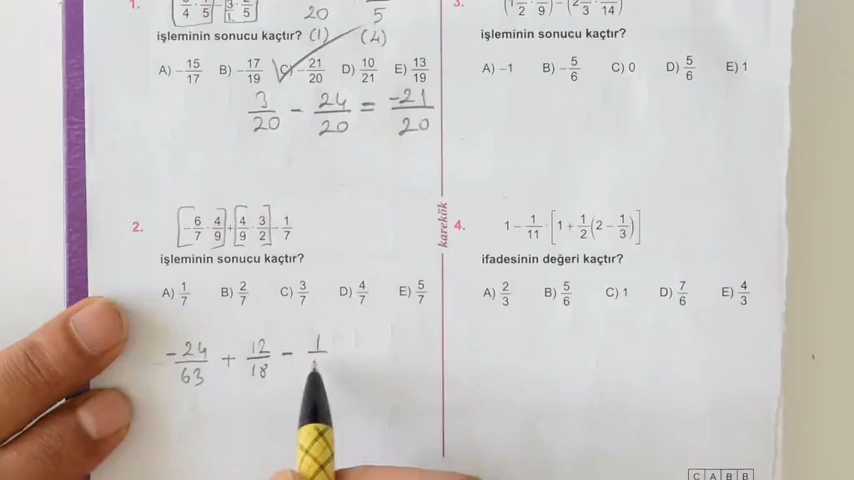 1.
3/4 · 1/5 - 3/1 · 2/5
20
5
işleminin sonucu kaçtır? (1) (4)
A) -15/17 B) -17/19 C) -21/20 D) 10/21 E) 13/19
3/20 - 24/20 = -21/20
2. [-6/7 · 4/9] + [4/9 · 3/2] - 1/7
işleminin sonucu kaçtır?
A) 1/7 B) 2/7 C) 3/7 D) 4/7 E) 5/7
-24/63 + 12/18 - 1
karekök
3.
işleminin sonucu kaçtır?
A) -1 B) -5/6 C) 0 D) 5/6 E) 1
4. 1 - 1/11 · [1 + 1/2 (2 - 1/3)]
ifadesinin değeri kaçtır?
A) 2/3 B) 5/6 C) 1 D) 7/6 E) 4/3
C A B B